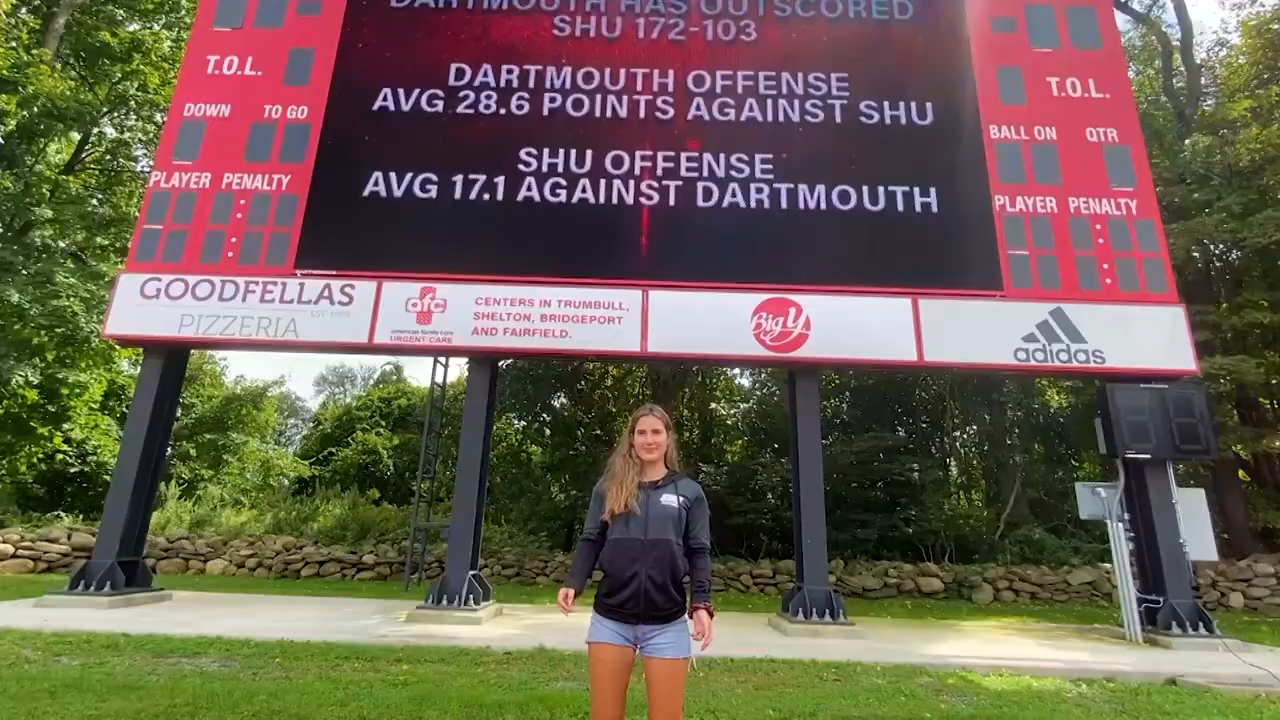 DARTMOUTH HAS OUTSCORED
SHU 172-103
DARTMOUTH OFFENSE
AVG 28.6 POINTS AGAINST SHU
SHU OFFENSE
AVG 17.1 AGAINST DARTMOUTH
T.O.L.
DOWN TO GO
PLAYER PENALTY
T.O.L.
BALL ON QTR
PLAYER PENALTY
GOODFELLAS
EST 1996
PIZZERIA
afc
american family care
URGENT CARE
CENTERS IN TRUMBULL,
SHELTON, BRIDGEPORT
AND FAIRFIELD.
Big Y
adidas